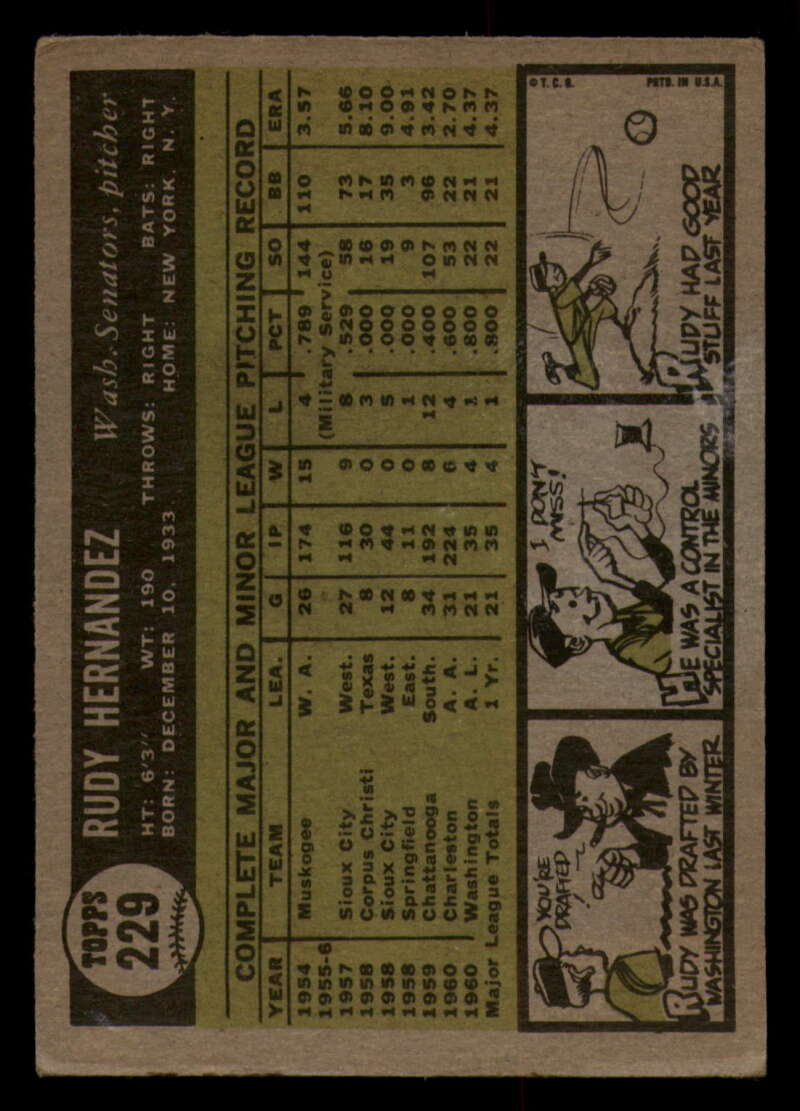 TOPPS
229
RUDY HERNANDEZ Wash. Senators, pitcher
HT: 6'3" WT: 190 THROWS: RIGHT BATS: RIGHT
BORN: DECEMBER 10, 1933 HOME: NEW YORK, N. Y.
COMPLETE MAJOR AND MINOR LEAGUE PITCHING RECORD
YEAR TEAM LEA. G IP W L PCT SO BB ERA
1954 Muskogee W. A. 26 174 15 4 .789 144 110 3.57
1955-6 (Military Service)
1957 Sioux City West. 27 116 9 8 .529 58 73 5.66
1958 Corpus Christi Texas 8 30 0 3 .000 16 17 8.10
1958 Sioux City West. 12 44 0 5 .000 19 35 9.00
1958 Springfield East. 8 11 0 1 .000 9 3 4.91
1959 Chattanooga South. 34 192 8 12 .400 107 96 3.42
1960 Charleston A. A. 31 224 6 4 .600 53 22 2.70
1960 Washington A. L. 21 35 4 1 .800 22 21 4.37
Major League Totals 1 Yr. 21 35 4 1 .800 22 21 4.37
YOU'RE
DRAFTED
!
RUDY WAS DRAFTED BY
WASHINGTON LAST WINTER
I DON'T
MISS!
HE WAS A CONTROL
SPECIALIST IN THE MINORS
© T. C. G. PRTD. IN U.S.A.
RUDY HAD GOOD
STUFF LAST YEAR